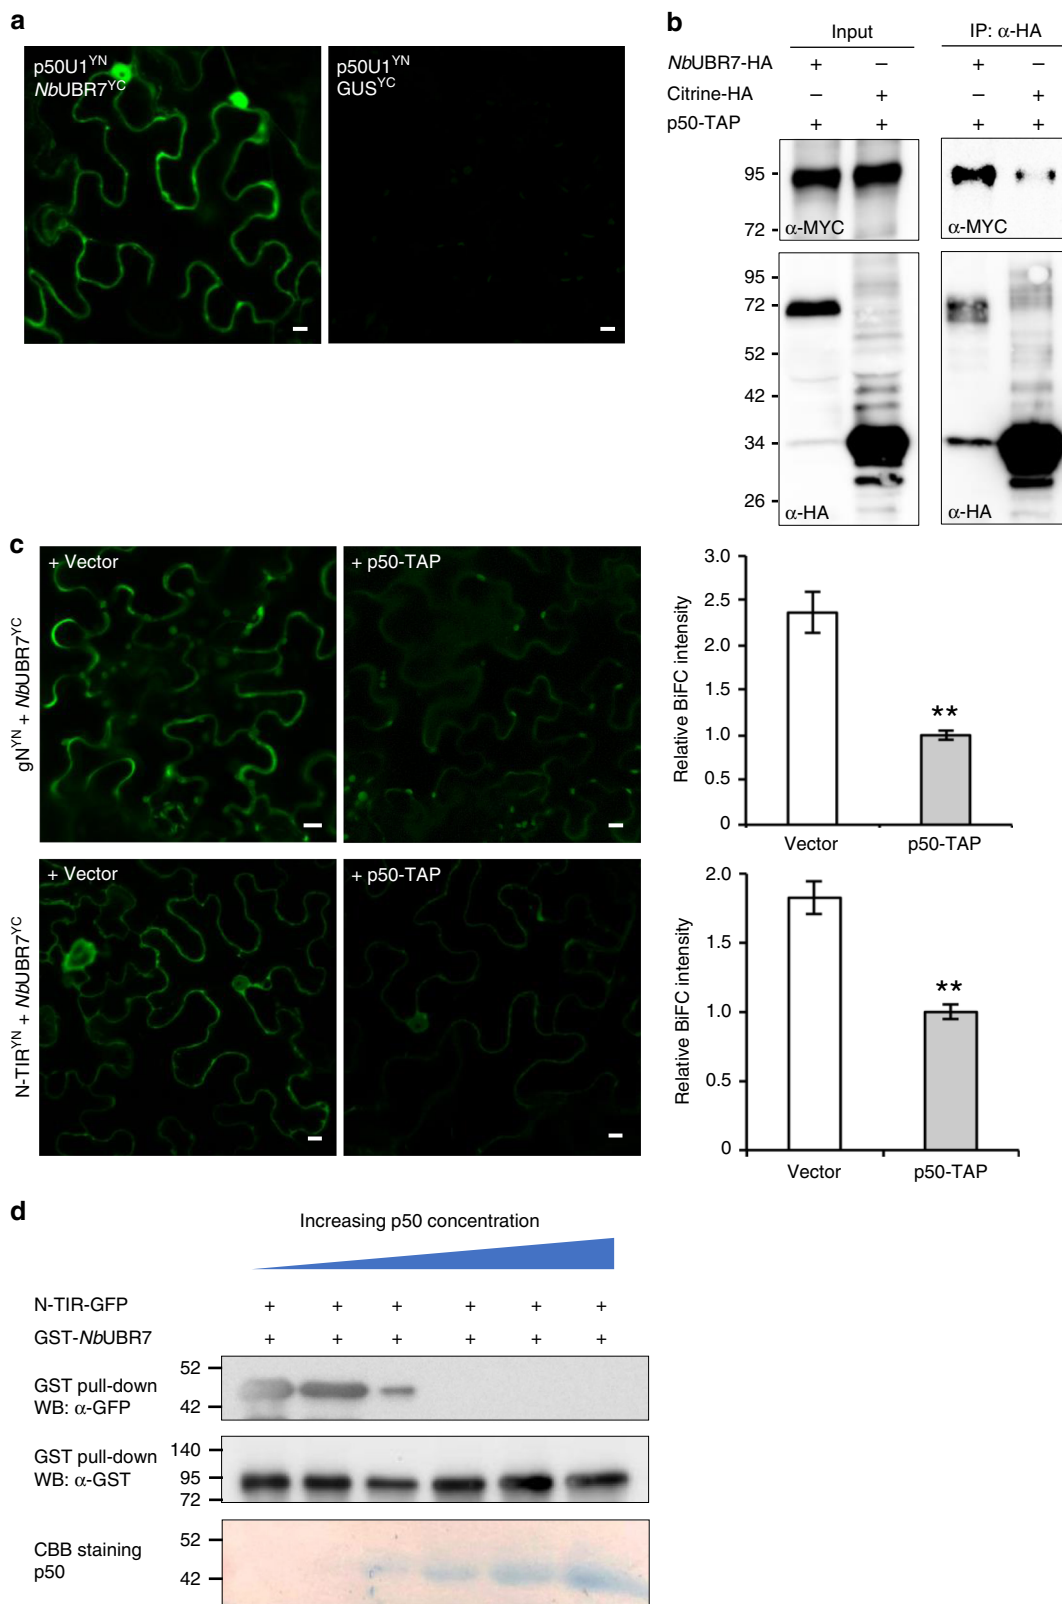 a
p50U1YN
NbUBR7YC
p50U1YN
GUSYC
b
Input
IP: α-HA
NbUBR7-HA + – + –
Citrine-HA – + – +
p50-TAP + + + +
95
72
α-MYC
α-MYC
95
72
52
42
34
26
α-HA
α-HA
c
gNYN + NbUBR7YC
+ Vector
+ p50-TAP
Relative BiFC intensity
3.0
2.5
2.0
1.5
1.0
0.5
0
**
Vector
p50-TAP
N-TIRYN + NbUBR7YC
+ Vector
+ p50-TAP
Relative BiFC intensity
2.0
1.5
1.0
0.5
0
**
Vector
p50-TAP
d
Increasing p50 concentration
N-TIR-GFP + + + + + +
GST-NbUBR7 + + + + + +
GST pull-down
WB: α-GFP
52
42
GST pull-down
WB: α-GST
140
95
72
CBB staining
p50
52
42